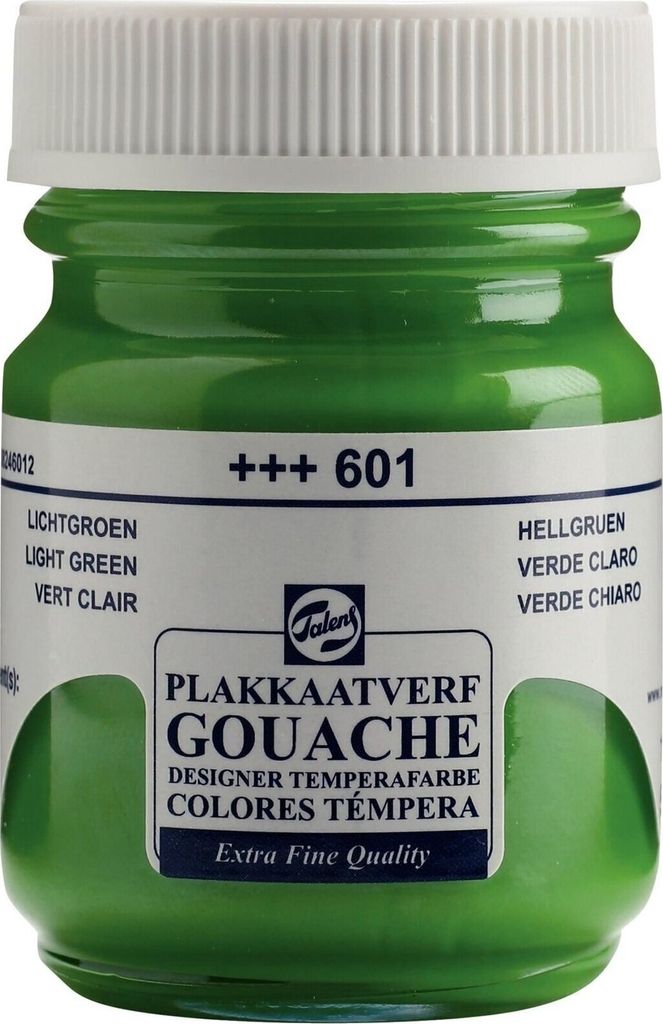 +++ 601
LICHTGROEN
LIGHT GREEN
VERT CLAIR
HELLGRUEN
VERDE CLARO
VERDE CHIARO
Talens
PLAKKAATVERF
GOUACHE
DESIGNER TEMPERAFARBE
COLORES TÉMPERA
Extra Fine Quality